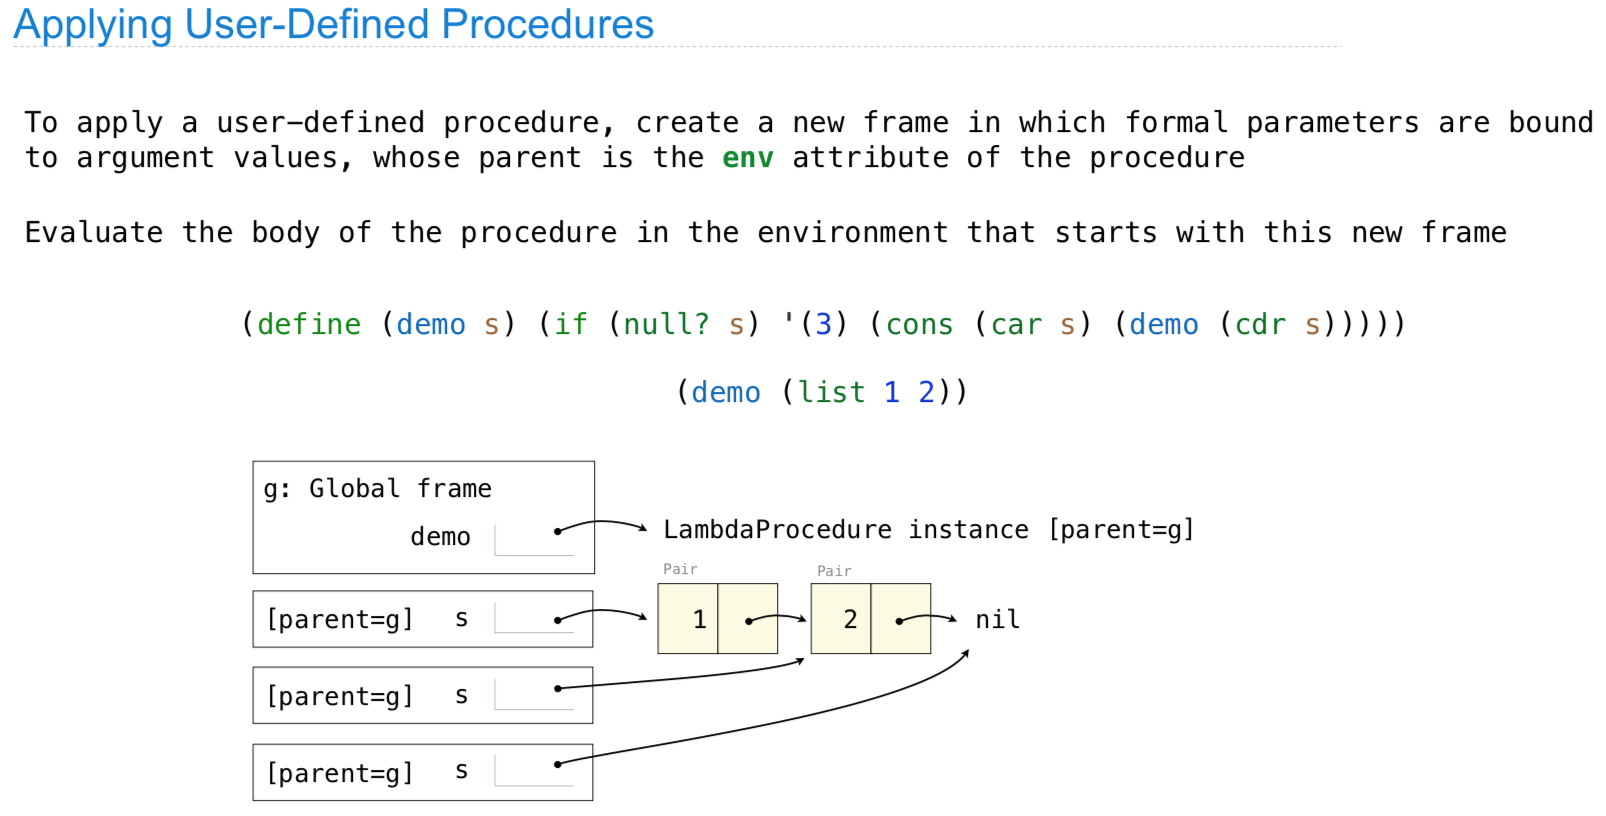 Applying User-Defined Procedures
To apply a user-defined procedure, create a new frame in which formal parameters are bound
to argument values, whose parent is the env attribute of the procedure
Evaluate the body of the procedure in the environment that starts with this new frame
(define (demo s) (if (null? s) '(3) (cons (car s) (demo (cdr s)))))
(demo (list 1 2))
g: Global frame
demo
LambdaProcedure instance [parent=g]
Pair
Pair
[parent=g] s
1
2
nil
[parent=g] s
[parent=g] s